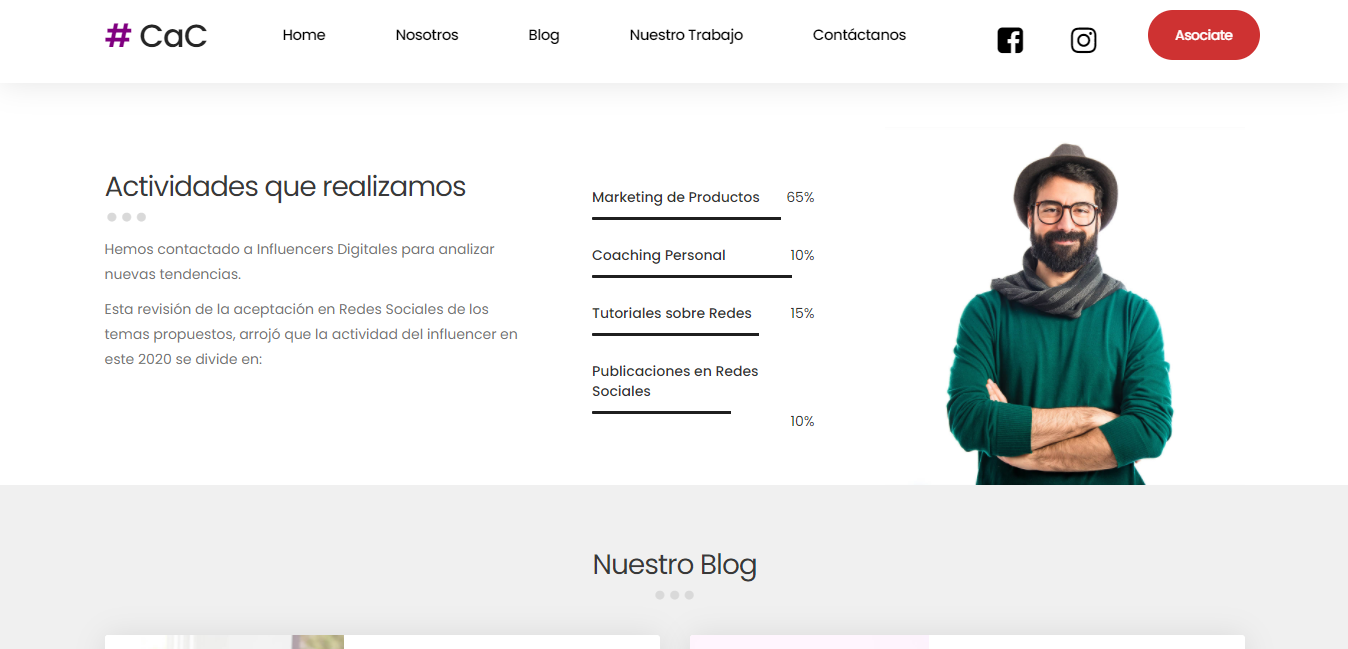 # CaC
Home
Nosotros
Blog
Nuestro Trabajo
Contáctanos
Asociate
Actividades que realizamos
Hemos contactado a Influencers Digitales para analizar
nuevas tendencias.
Esta revisión de la aceptación en Redes Sociales de los
temas propuestos, arrojó que la actividad del influencer en
este 2020 se divide en:
Marketing de Productos 65%
Coaching Personal 10%
Tutoriales sobre Redes 15%
Publicaciones en Redes
Sociales
10%
Nuestro Blog